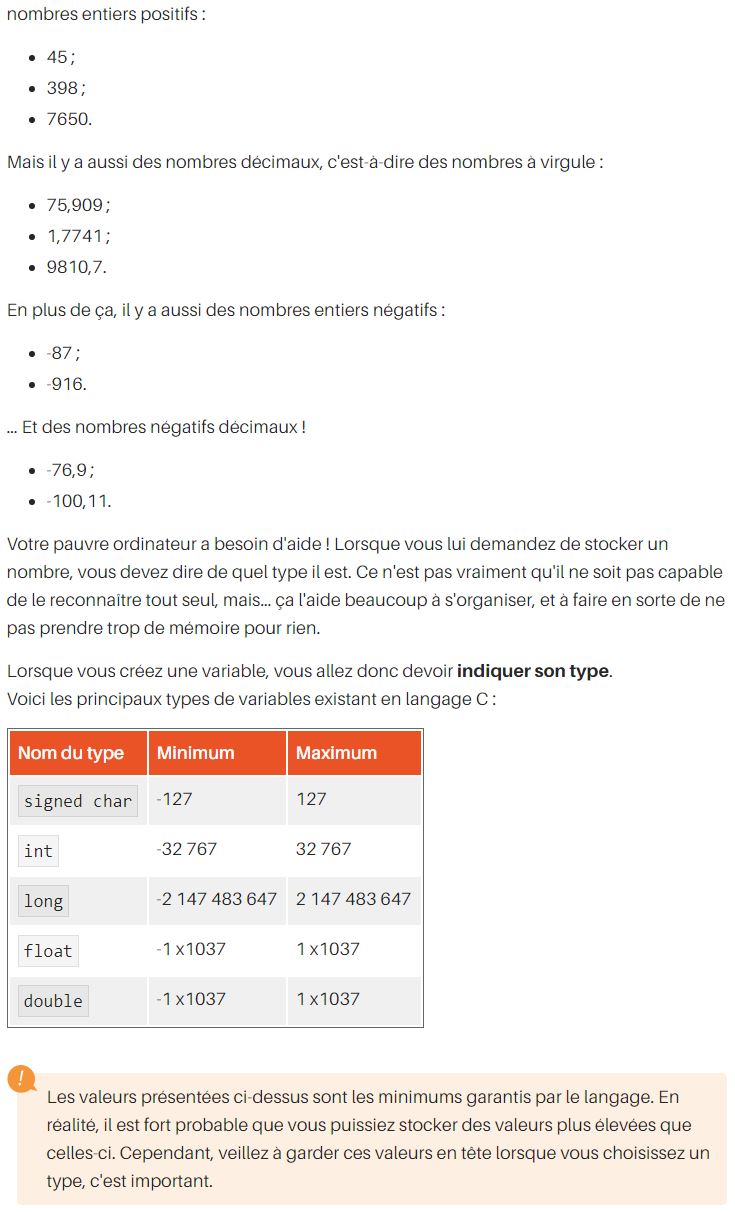 nombres entiers positifs :
45 ;
398 ;
7650.
Mais il y a aussi des nombres décimaux, c'est-à-dire des nombres à virgule :
75,909 ;
1,7741 ;
9810,7.
En plus de ça, il y a aussi des nombres entiers négatifs :
-87 ;
-916.
... Et des nombres négatifs décimaux !
-76,9 ;
-100,11.
Votre pauvre ordinateur a besoin d'aide ! Lorsque vous lui demandez de stocker un
nombre, vous devez dire de quel type il est. Ce n'est pas vraiment qu'il ne soit pas capable
de le reconnaître tout seul, mais... ça l'aide beaucoup à s'organiser, et à faire en sorte de ne
pas prendre trop de mémoire pour rien.
Lorsque vous créez une variable, vous allez donc devoir indiquer son type.
Voici les principaux types de variables existant en langage C :
Nom du type Minimum Maximum
signed char -127 127
int -32 767 32 767
long -2 147 483 647 2 147 483 647
float -1 x1037 1 x1037
double -1 x1037 1 x1037
!
Les valeurs présentées ci-dessus sont les minimums garantis par le langage. En
réalité, il est fort probable que vous puissiez stocker des valeurs plus élevées que
celles-ci. Cependant, veillez à garder ces valeurs en tête lorsque vous choisissez un
type, c'est important.